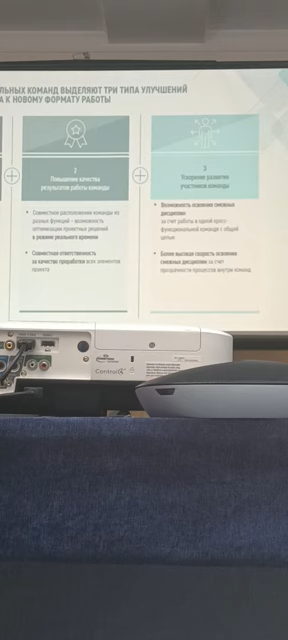 ЛЬНЫХ КОМАНД ВЫДЕЛЯЮТ ТРИ ТИПА УЛУЧШЕНИЙ
А К НОВОМУ ФОРМАТУ РАБОТЫ
2
Повышение качества
результатов работы команды
• Совместное расположение команды из
разных функций – возможность
оптимизации проектных решений
в режиме реального времени
• Совместная ответственность
за качество проработки всех элементов
проекта
3
Ускорение развития
участников команды
• Возможность освоения смежных
дисциплин
за счет работы в одной кросс-
функциональной команде с общей
целью
• Более высокая скорость освоения
смежных дисциплин за счет
прозрачности процессов внутри команд
Control